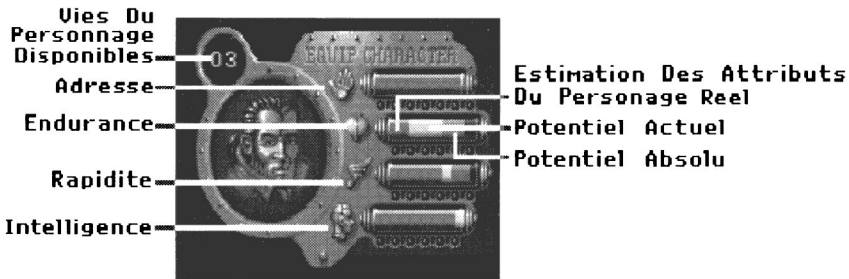 Vies Du
Personnage
Disponibles
03
EQUIP CHARACTER
Adresse
Endurance
Rapidite
Intelligence
Estimation Des Attributs
Du Personage Reel
Potentiel Actuel
Potentiel Absolu